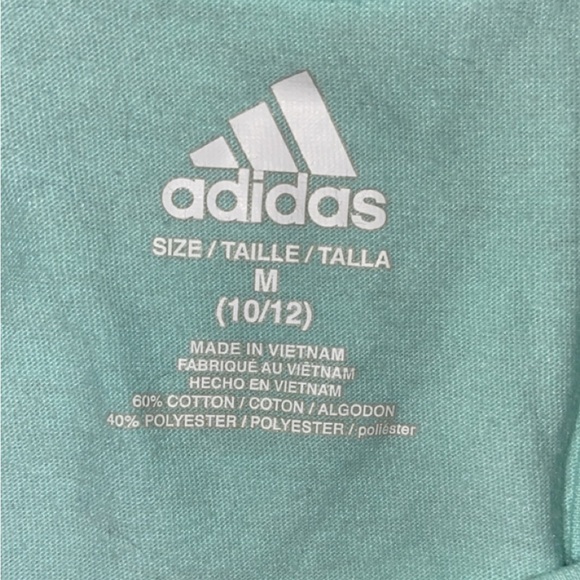 adidas
SIZE / TAILLE / TALLA
M
(10/12)
MADE IN VIETNAM
FABRIQUÉ AU VIÊTNAM
HECHO EN VIETNAM
60% COTTON / COTON / ALGODON
40% POLYESTER / POLYESTER / poliéster